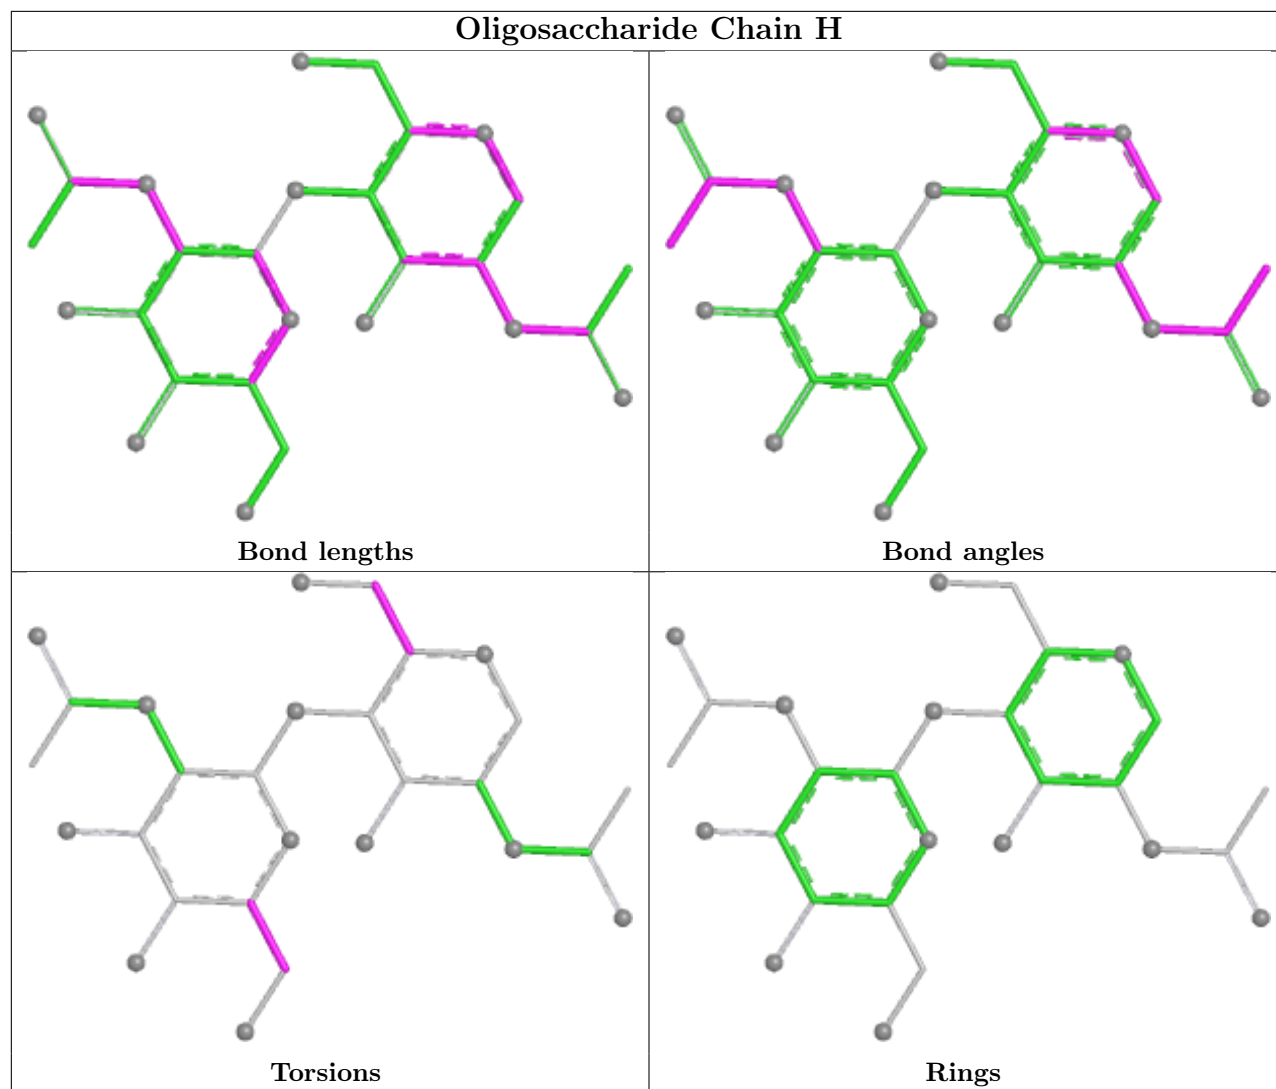 Oligosaccharide Chain H
Bond lengths
Bond angles
Torsions
Rings